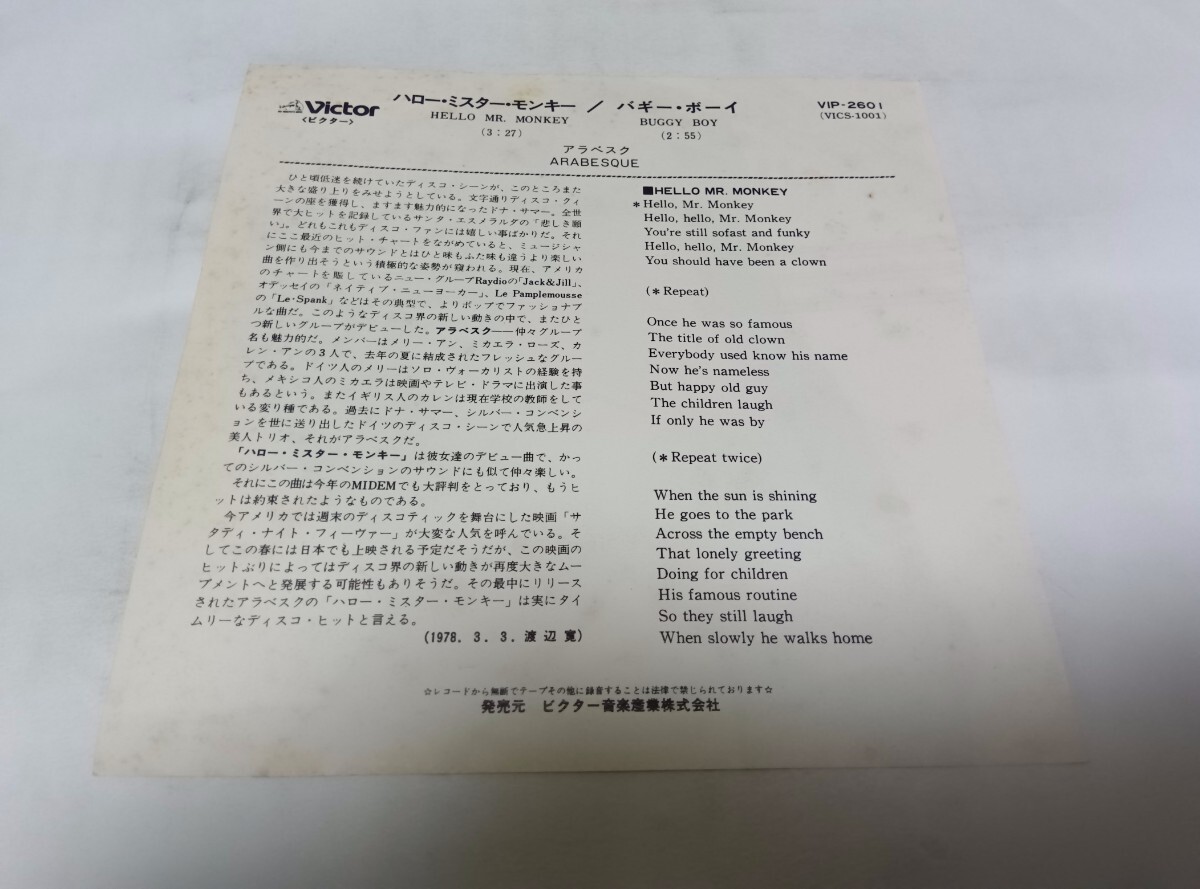 Victor
〈ビクター〉
ハロー・ミスター・モンキー / バギー・ボーイ
HELLO MR. MONKEY
BUGGY BOY
(3:27)
(2:55)
VIP-2601
(VICS-1001)
アラベスク
ARABESQUE
ひと頃低迷を続けていたディスコ・シーンが、このところまた
大きな盛り上りをみせようとしている。文字通りディスコ・クィ
ーンの座を獲得し、ますます魅力的になったドナ・サマー。全世
界で大ヒットを記録しているサンタ・エスメラルダの「悲しき願
い」。どれもこれもディスコ・ファンには嬉しい事ばかりだ。それ
にここ最近のヒット・チャートをながめていると、ミュージシャ
ン側にも今までのサウンドとはひと味もふた味も違うより楽しい
曲を作り出そうという積極的な姿勢が窺われる。現在、アメリカ
のチャートを賑しているニュー・グループRaydioの「Jack&Jill」、
オデッセイの「ネイティブ・ニューヨーカー」、Le Pamplemousse
の「Le・Spank」などはその典型で、よりポップでファッショナブ
ルな曲だ。このようなディスコ界の新しい動きの中で、またひと
つ新しいグループがデビューした。アラベスク——仲々グループ
名も魅力的だ。メンバーはメリー・アン、ミカエラ・ローズ、カ
レン・アンの3人で、去年の夏に結成されたフレッシュなグルー
プである。ドイツ人のメリーはソロ・ヴォーカリストの経験を持
ち、メキシコ人のミカエラは映画やテレビ・ドラマに出演した事
もあるという。またイギリス人のカレンは現在学校の教師をして
いる変り種である。過去にドナ・サマー、シルバー・コンベンシ
ョンを世に送り出したドイツのディスコ・シーンで人気急上昇の
美人トリオ、それがアラベスクだ。
「ハロー・ミスター・モンキー」は彼女達のデビュー曲で、かっ
てのシルバー・コンベンションのサウンドにも似て仲々楽しい。
それにこの曲は今年のMIDEMでも大評判をとっており、もうヒ
ットは約束されたようなものである。
今アメリカでは週末のディスコティックを舞台にした映画「サ
タディ・ナイト・フィーヴァー」が大変な人気を呼んでいる。そ
してこの春には日本でも上映される予定だそうだが、この映画の
ヒットぶりによってはディスコ界の新しい動きが再度大きなムー
ブメントへと発展する可能性もありそうだ。その最中にリリース
されたアラベスクの「ハロー・ミスター・モンキー」は実にタイ
ムリーなディスコ・ヒットと言える。
(1978. 3. 3. 渡辺 寛)
■HELLO MR. MONKEY
*Hello, Mr. Monkey
Hello, hello, Mr. Monkey
You're still sofast and funky
Hello, hello, Mr. Monkey
You should have been a clown
(* Repeat)
Once he was so famous
The title of old clown
Everybody used know his name
Now he's nameless
But happy old guy
The children laugh
If only he was by
(* Repeat twice)
When the sun is shining
He goes to the park
Across the empty bench
That lonely greeting
Doing for children
His famous routine
So they still laugh
When slowly he walks home
☆レコードから無断でテープその他に録音することは法律で禁じられております☆
発売元 ビクター音楽産業株式会社